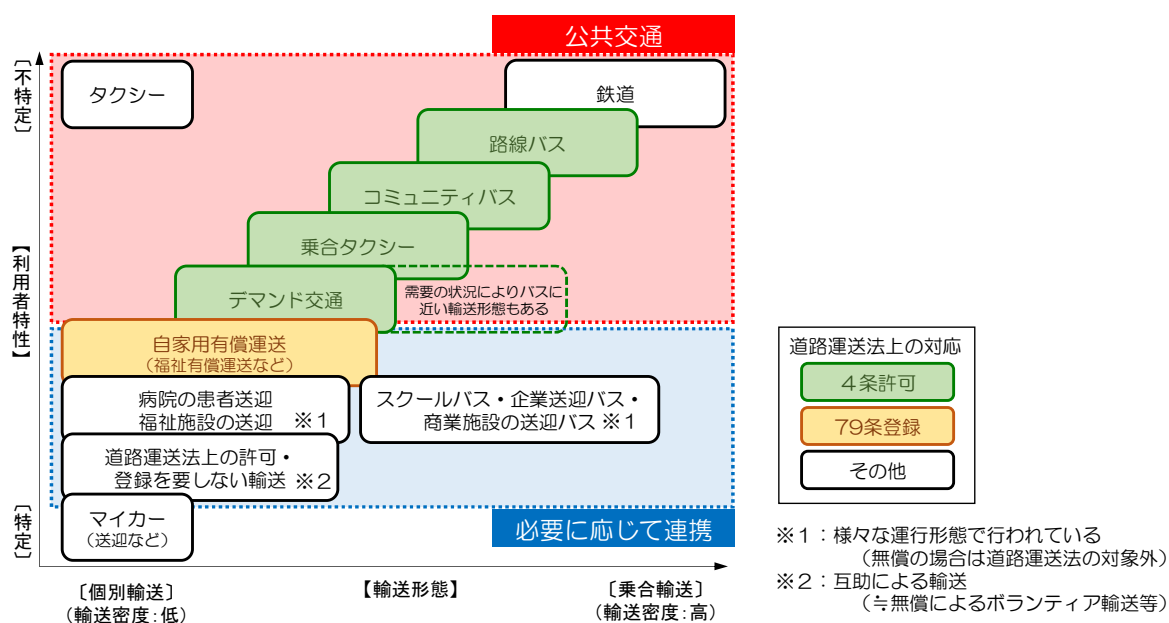 公共交通
〔不特定〕
タクシー
鉄道
路線バス
コミュニティバス
乗合タクシー
デマンド交通
需要の状況によりバスに
近い輸送形態もある
【利用者特性】
自家用有償運送
（福祉有償運送など）
病院の患者送迎
福祉施設の送迎 ※１
スクールバス・企業送迎バス・
商業施設の送迎バス ※１
道路運送法上の許可・
登録を要しない輸送 ※２
〔特定〕
マイカー
（送迎など）
必要に応じて連携
〔個別輸送〕
（輸送密度：低）
【輸送形態】
〔乗合輸送〕
（輸送密度：高）
道路運送法上の対応
４条許可
79条登録
その他
※１：様々な運行形態で行われている
（無償の場合は道路運送法の対象外）
※２：互助による輸送
（≒無償によるボランティア輸送等）